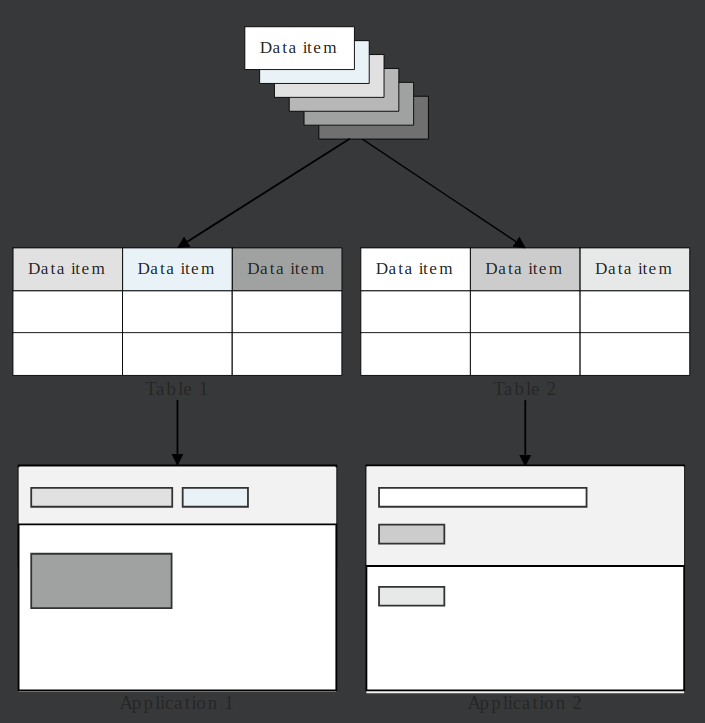 Data item
Data item Data item Data item
Data item Data item Data item
Table 1
Table 2
Application 1
Application 2